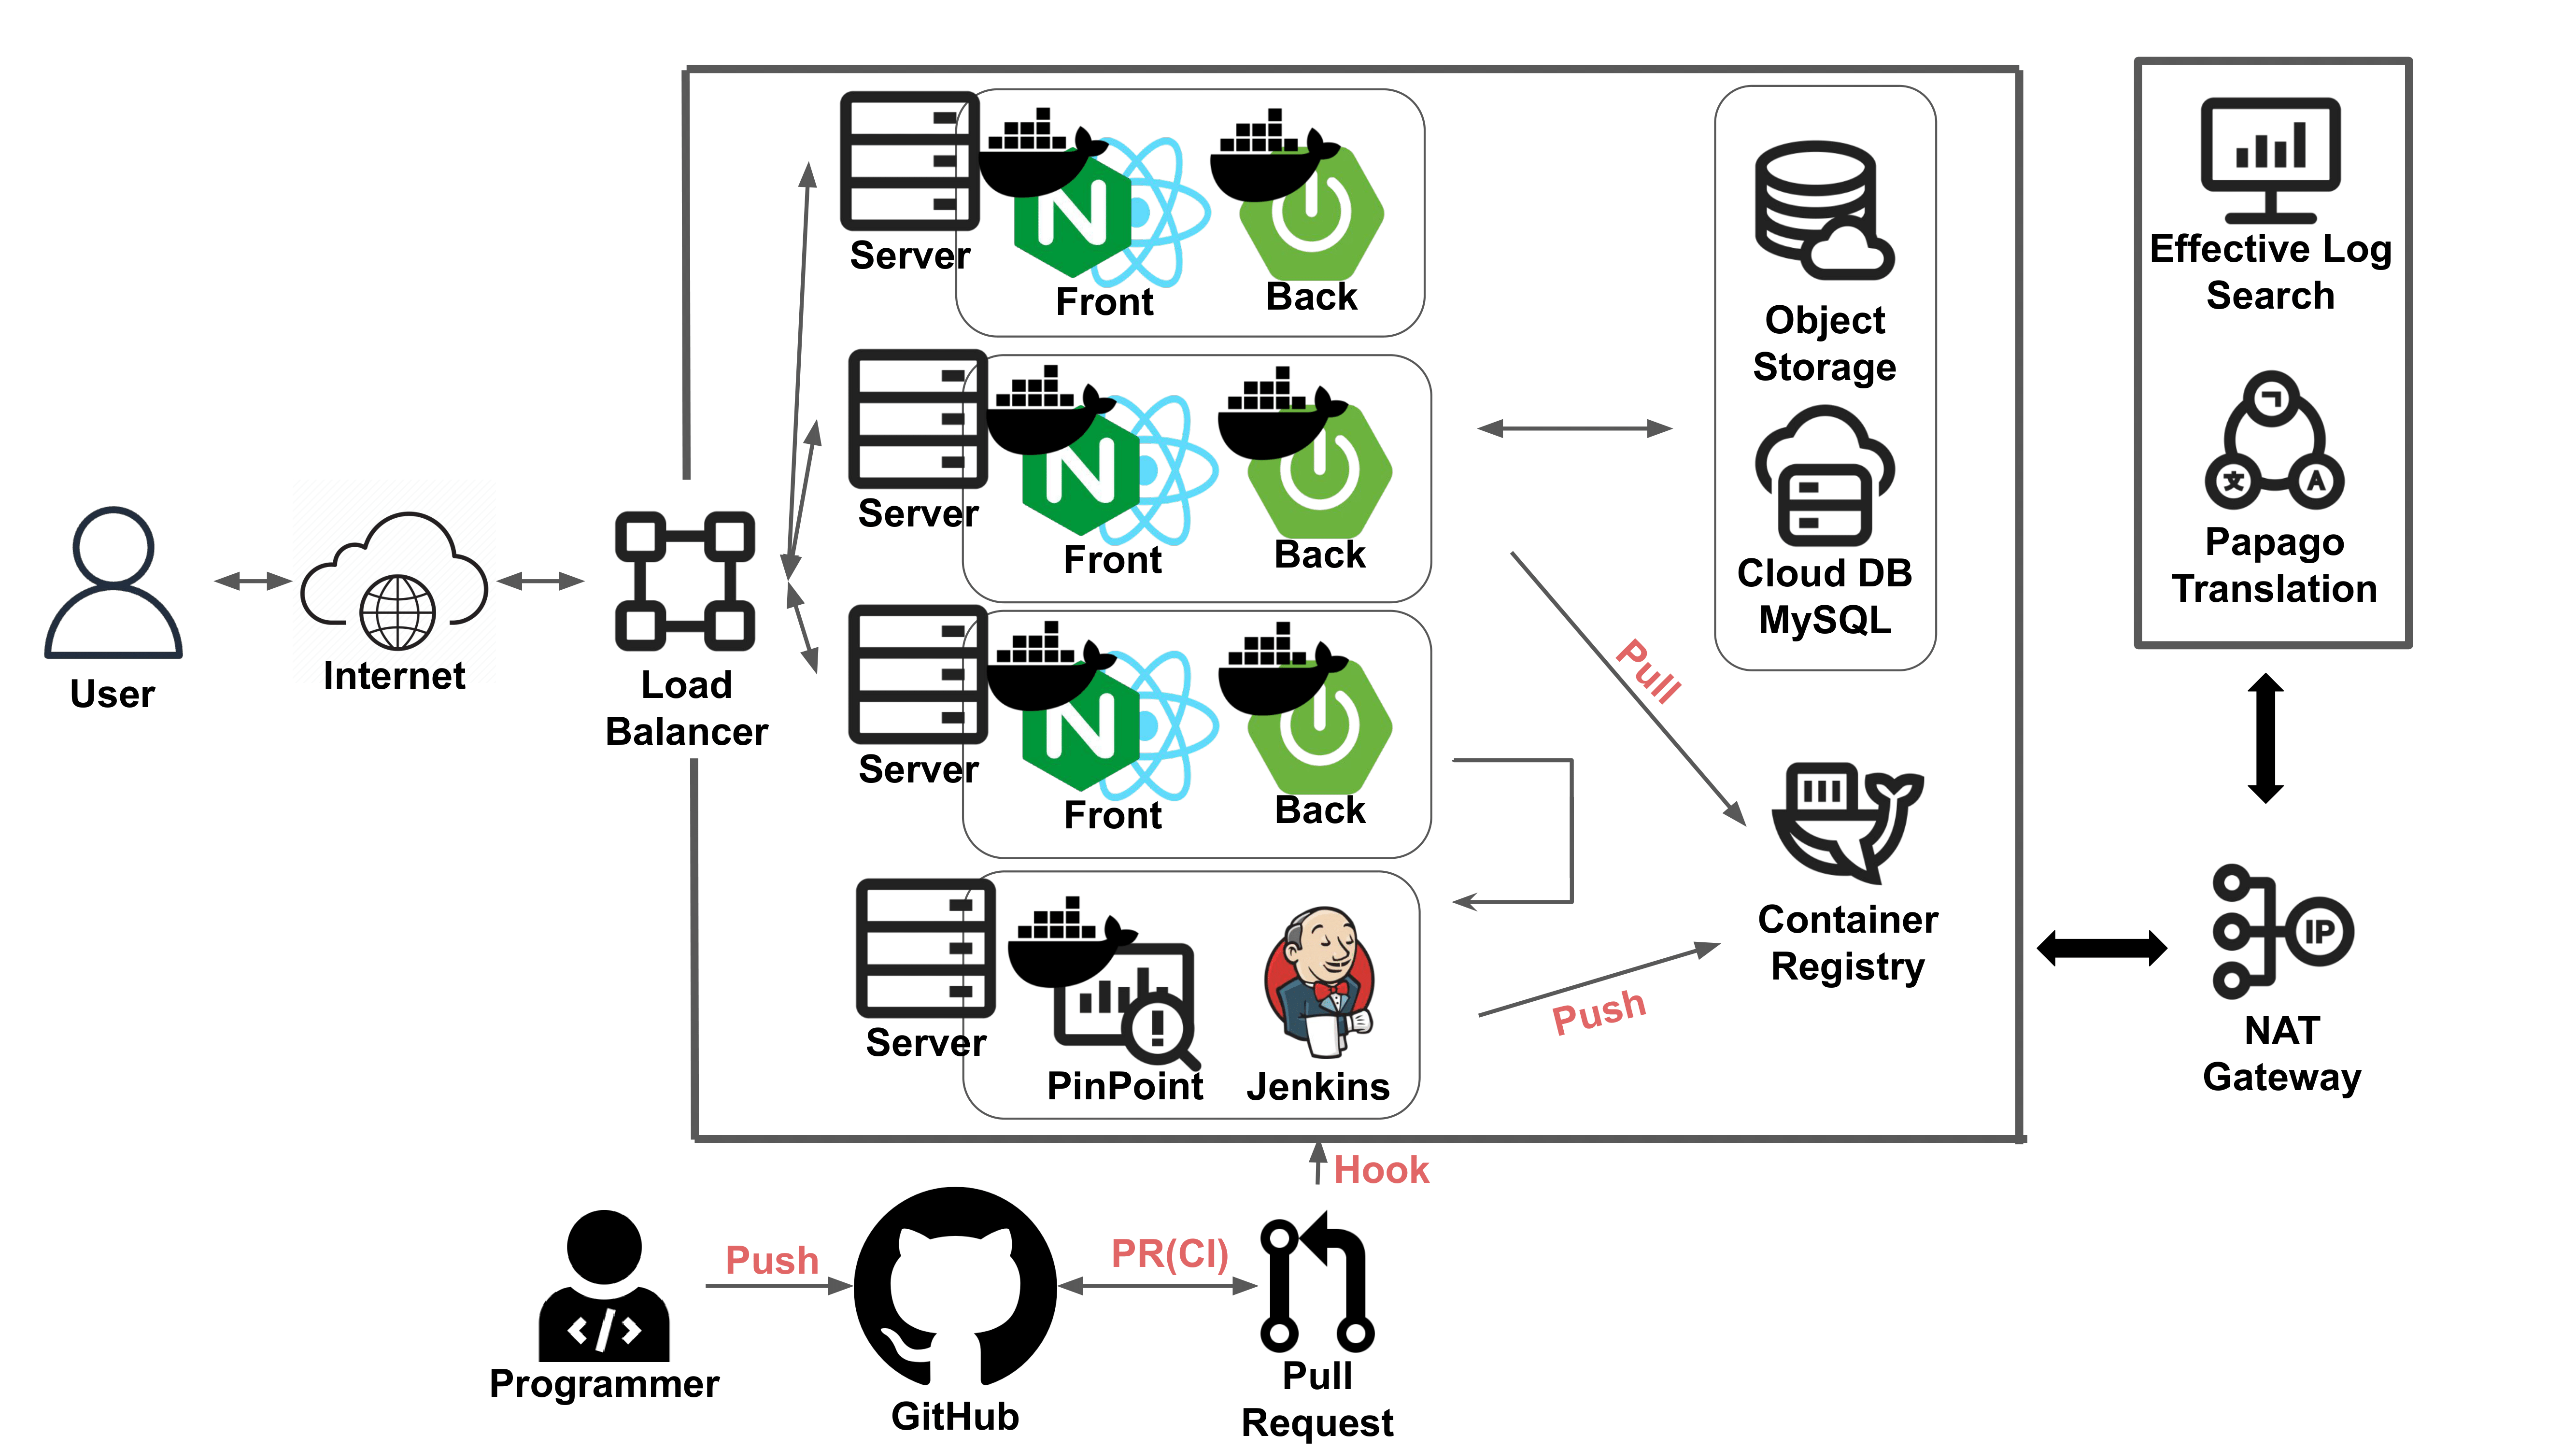 Server
Front
Back
Server
Front
Back
Server
Front
Back
Server
PinPoint
Jenkins
Object
Storage
Cloud DB
MySQL
Effective Log
Search
ㄱ
文
A
Papago
Translation
User
Internet
Load
Balancer
Pull
Container
Registry
Push
IP
NAT
Gateway
Hook
Programmer
Push
</>
GitHub
PR(CI)
Pull
Request